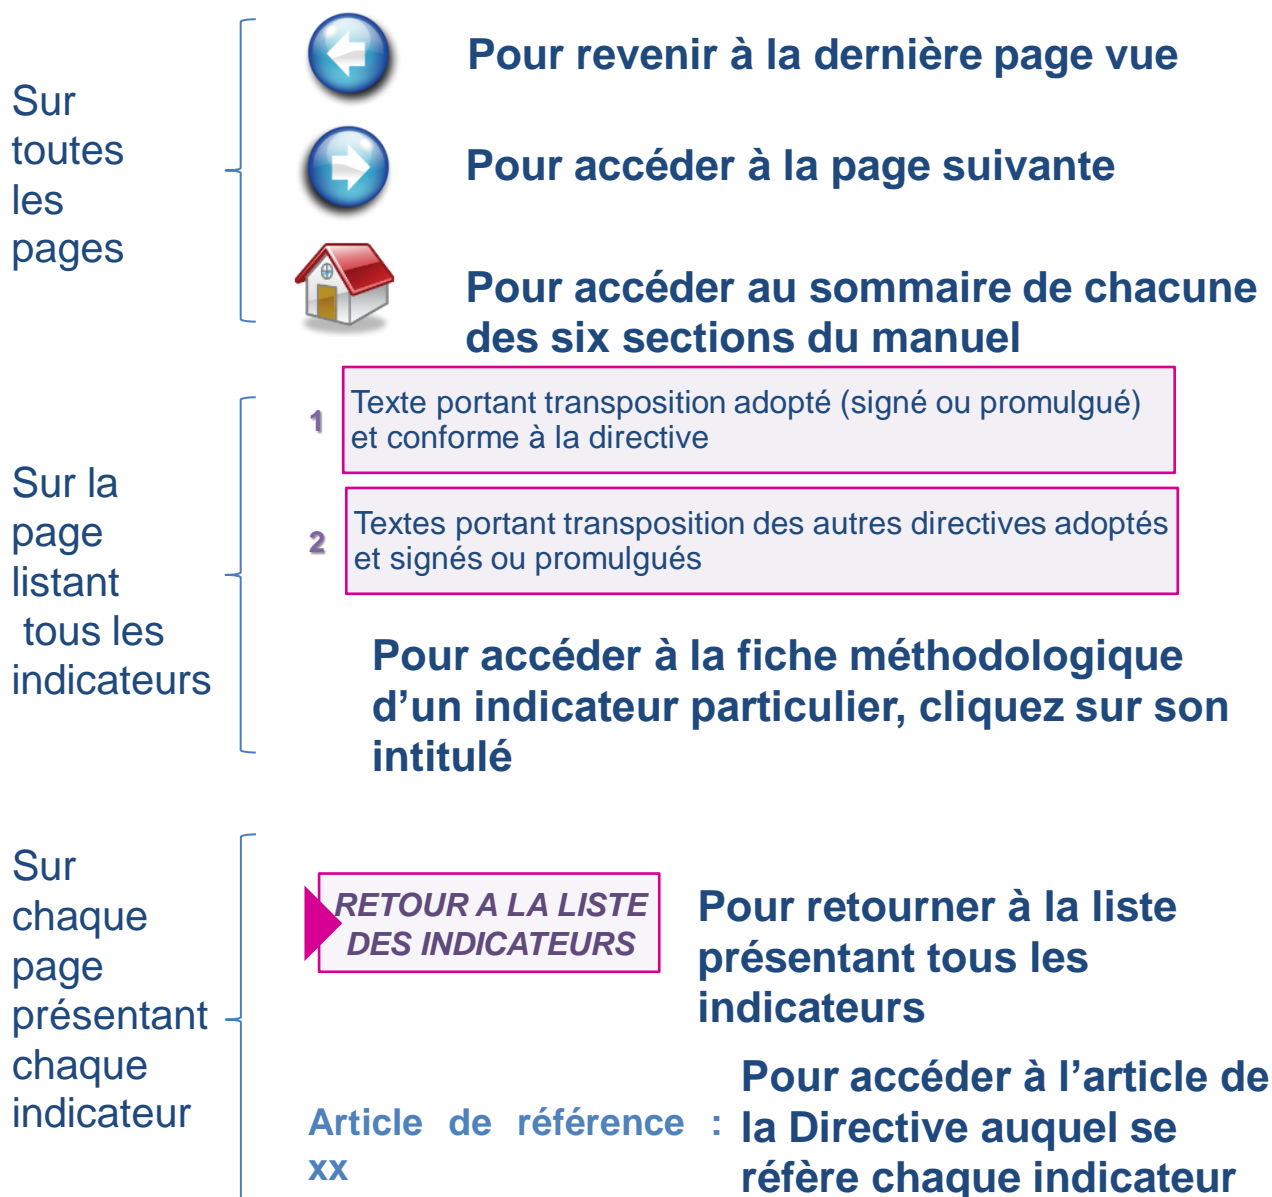 Sur
toutes
les
pages
Pour revenir à la dernière page vue
Pour accéder à la page suivante
Pour accéder au sommaire de chacune
des six sections du manuel
Sur la
page
listant
tous les
indicateurs
1
Texte portant transposition adopté (signé ou promulgué)
et conforme à la directive
2
Textes portant transposition des autres directives adoptés
et signés ou promulgués
Pour accéder à la fiche méthodologique
d’un indicateur particulier, cliquez sur son
intitulé
Sur
chaque
page
présentant
chaque
indicateur
RETOUR A LA LISTE
DES INDICATEURS
Pour retourner à la liste
présentant tous les
indicateurs
Article de référence :
xx
Pour accéder à l’article de
la Directive auquel se
réfère chaque indicateur